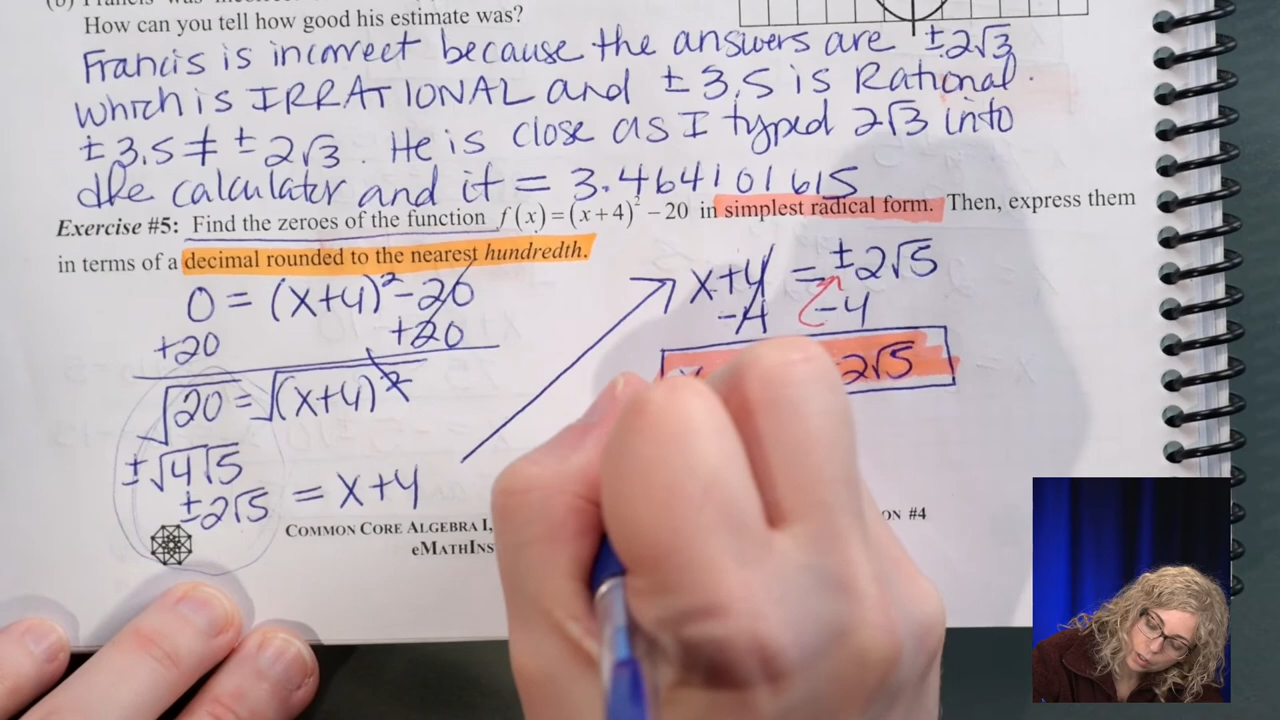 How can you tell how good his estimate was?
Francis is incorrect because the answers are ±2√3
which is IRRATIONAL and ±3.5 is Rational.
±3.5 ≠ ±2√3. He is close as I typed 2√3 into
the calculator and it = 3.464101615
Exercise #5: Find the zeroes of the function f(x)=(x+4)² −20 in simplest radical form. Then, express them
in terms of a decimal rounded to the nearest hundredth.
0 = (x+4)² -20
+20 +20
√20 = √(x+4)²
±√4√5
±2√5 = x+4
x+4 = ±2√5
-4 -4
2√5
COMMON CORE ALGEBRA I,
ON #4